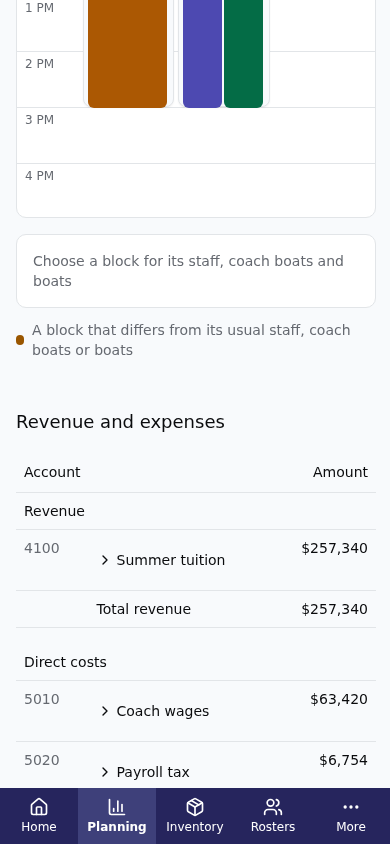 1 PM
2 PM
3 PM
4 PM
Choose a block for its staff, coach boats and
boats
A block that differs from its usual staff, coach
boats or boats
Revenue and expenses
Account Amount
Revenue
4100 Summer tuition $257,340
Total revenue $257,340
Direct costs
5010 Coach wages $63,420
5020 Payroll tax $6,754
Home Planning Inventory Rosters More